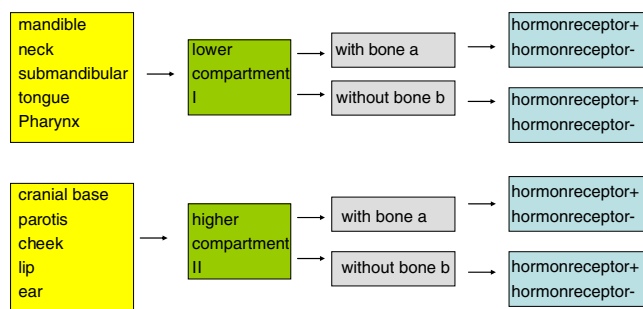 mandible
neck
submandibular
tongue
Pharynx
lower
compartment
I
with bone a
without bone b
hormonreceptor+
hormonreceptor-
hormonreceptor+
hormonreceptor-
cranial base
parotis
cheek
lip
ear
higher
compartment
II
with bone a
without bone b
hormonreceptor+
hormonreceptor-
hormonreceptor+
hormonreceptor-